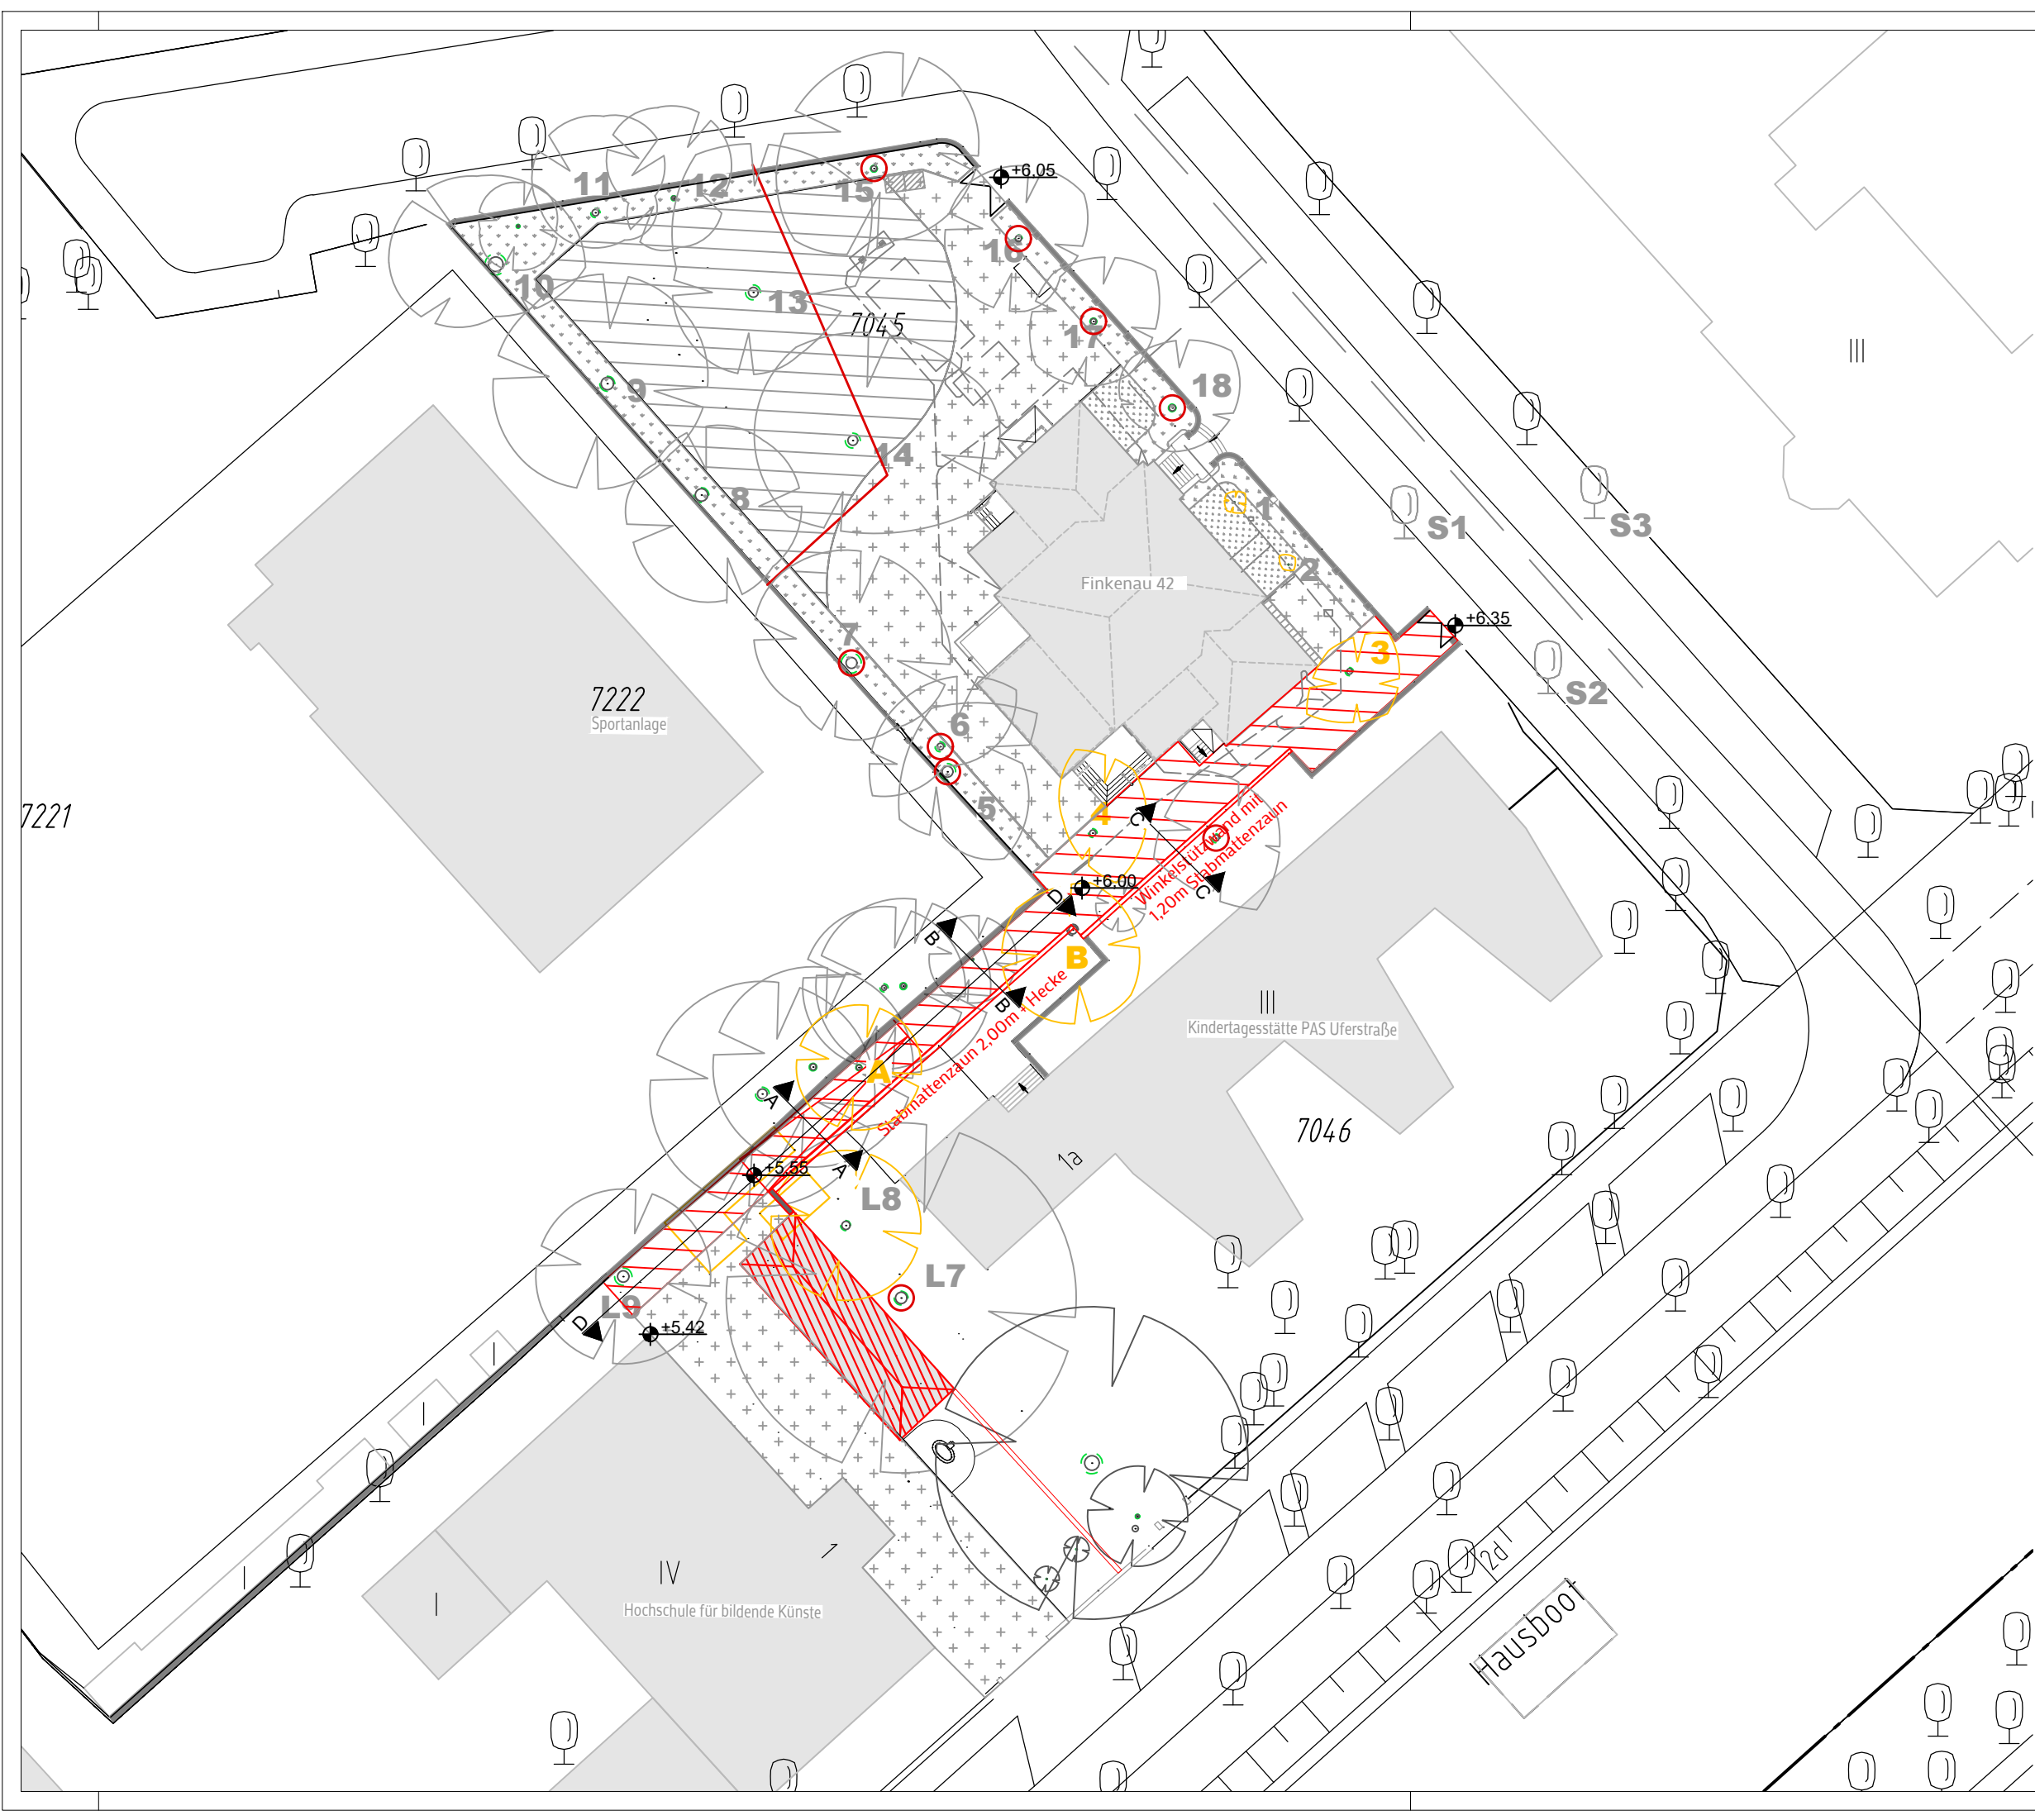 +6.05
11
12
15
16
10
13
7045
17
9
18
14
8
1
S1
S3
2
Finkenau 42
+6.35
3
7
S2
7222
Sportanlage
6
5
4
7221
C
Winkelstützwand mit
1,20m Stabmattenzaun
C
+6.00
D
B
B
B
Stabmattenzaun 2,00m + Hecke
III
III
Kindertagesstätte PAS Uferstraße
A
A
7046
1a
A
+5.55
L8
L7
L9
D
+5.42
I
I
I
I
1
IV
Hochschule für bildende Künste
2d
Hausboot